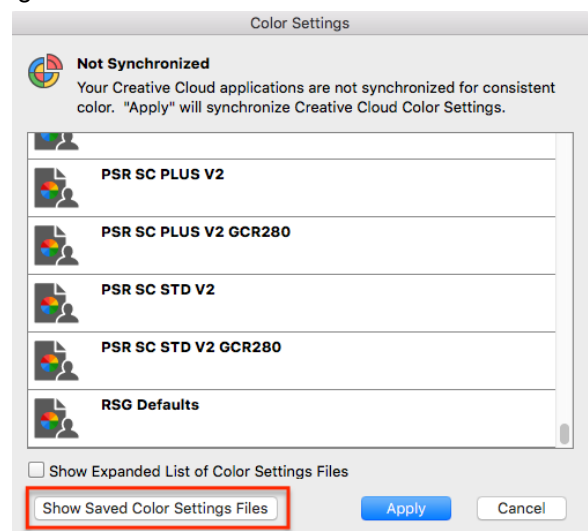 Color Settings
Not Synchronized
Your Creative Cloud applications are not synchronized for consistent
color. "Apply" will synchronize Creative Cloud Color Settings.
PSR SC PLUS V2
PSR SC PLUS V2 GCR280
PSR SC STD V2
PSR SC STD V2 GCR280
RSG Defaults
Show Expanded List of Color Settings Files
Show Saved Color Settings Files Apply Cancel